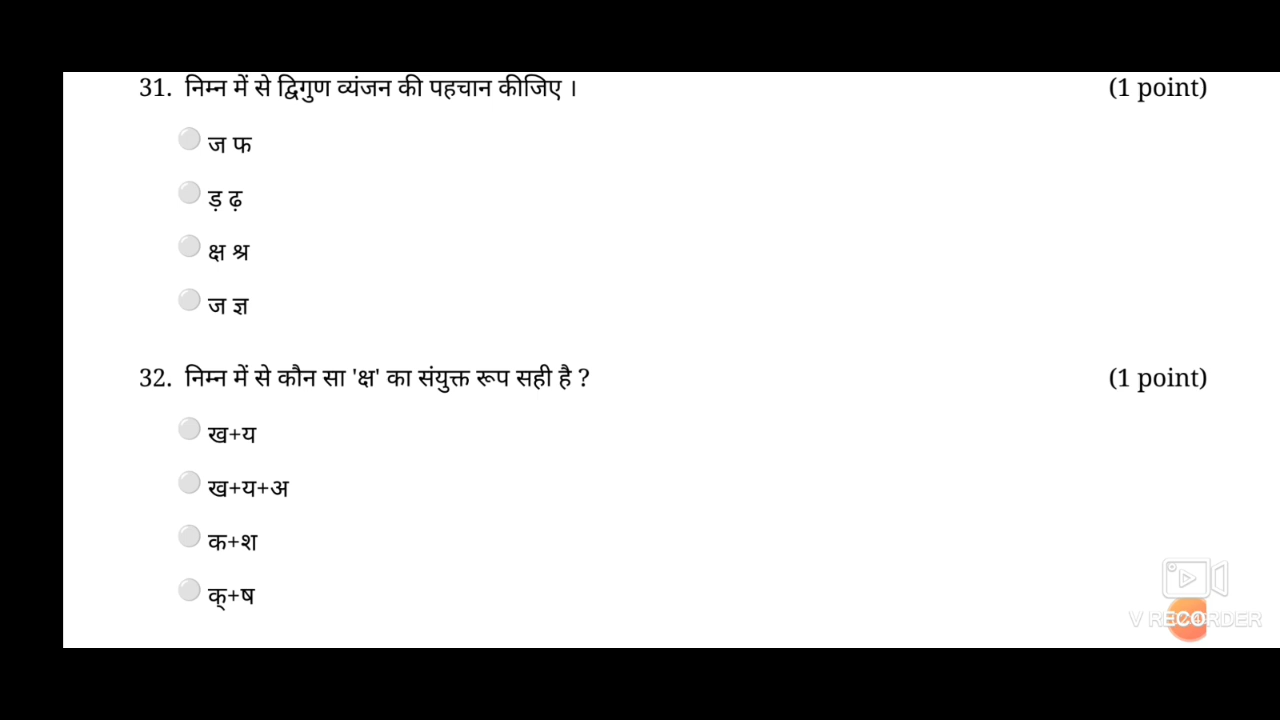 31. निम्न में से द्विगुण व्यंजन की पहचान कीजिए । (1 point)
ज फ
ड़ ढ़
क्ष श्र
ज ज्ञ
32. निम्न में से कौन सा 'क्ष' का संयुक्त रूप सही है ? (1 point)
ख+य
ख+य+अ
क+श
क्+ष
V RECORDER